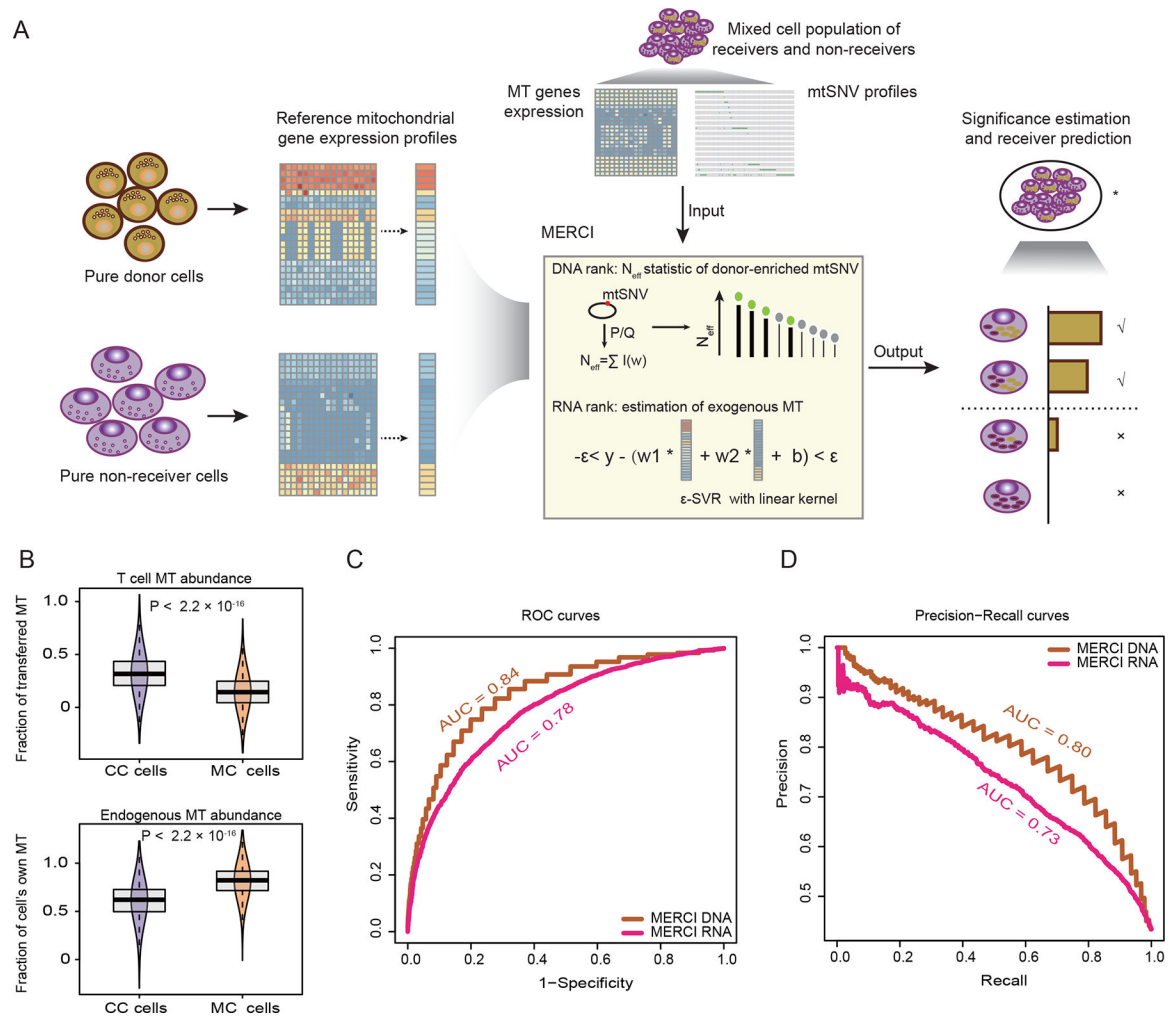 A
Mixed cell population of
receivers and non-receivers
MT genes
expression
mtSNV profiles
Reference mitochondrial
gene expression profiles
Significance estimation
and receiver prediction
*
Pure donor cells
Input
MERCI
DNA rank: Neff statistic of donor-enriched mtSNV
mtSNV
P/Q
Neff=∑ I(w)
Neff
Output
√
√
×
×
RNA rank: estimation of exogenous MT
-ε< y - (w1 * + w2 * + b) < ε
ε-SVR with linear kernel
Pure non-receiver cells
B
T cell MT abundance
P < 2.2 × 10-16
Fraction of transferred MT
1.0
0.5
0
CC cells
MC cells
Endogenous MT abundance
P < 2.2 × 10-16
Fraction of cell's own MT
1.0
0.5
0
CC cells
MC cells
C
ROC curves
Sensitivity
1.0
0.8
0.6
0.4
0.2
0.0
AUC = 0.84
AUC = 0.78
MERCI DNA
MERCI RNA
0.0 0.2 0.4 0.6 0.8 1.0
1−Specificity
D
Precision−Recall curves
MERCI DNA
MERCI RNA
Precision
1.0
0.9
0.8
0.7
0.6
0.5
AUC = 0.80
AUC = 0.73
0.0 0.2 0.4 0.6 0.8 1.0
Recall